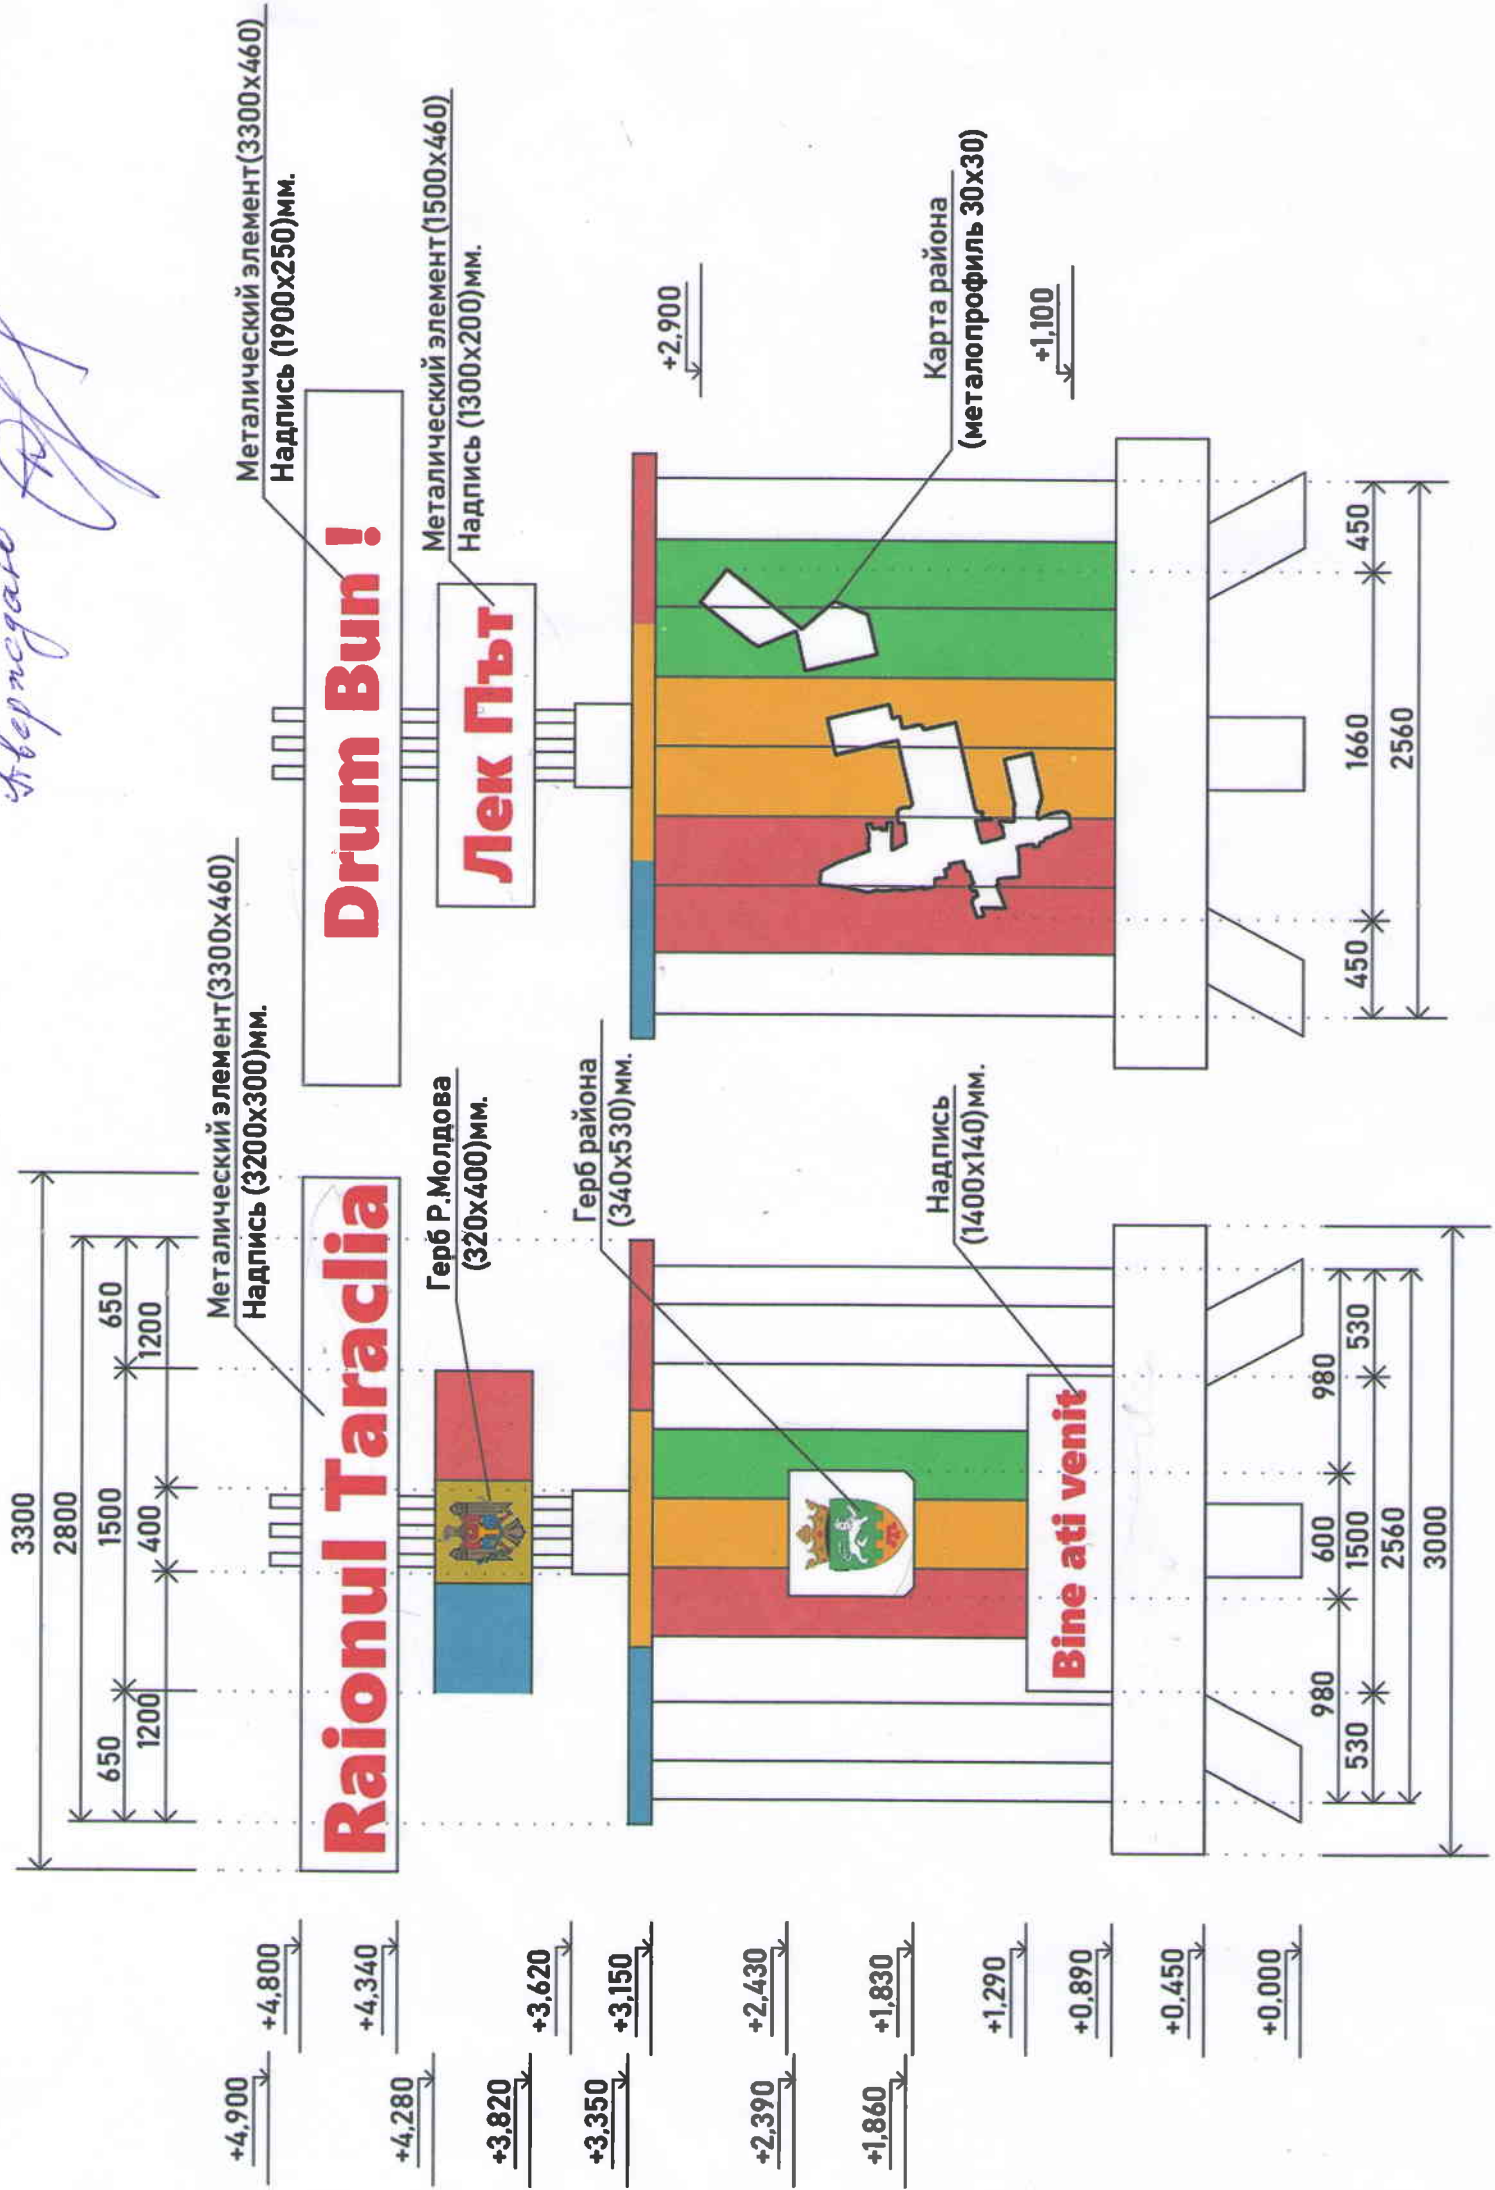 Утверждаю
3300
2800
650
1500
650
1200
400
1200
Металический элемент(3300x460)
Надпись (3200x300)мм.
Металический элемент(3300x460)
Надпись (1900x250)мм.
Raionul Taraclia
Drum Bun !
Герб Р.Молдова
(320x400)мм.
Металический элемент(1500x460)
Надпись (1300x200)мм.
Лек Път
Герб района
(340x530)мм.
Карта района
(металопрофиль 30x30)
Надпись
(1400x140)мм.
Bine ati venit
+4,900
+4,800
+4,340
+4,280
+3,820
+3,620
+3,350
+3,150
+2,430
+2,390
+1,860
+1,830
+1,290
+0,890
+0,450
+0,000
+2,900
+1,100
980
600
980
530
1500
530
2560
3000
450
1660
450
2560